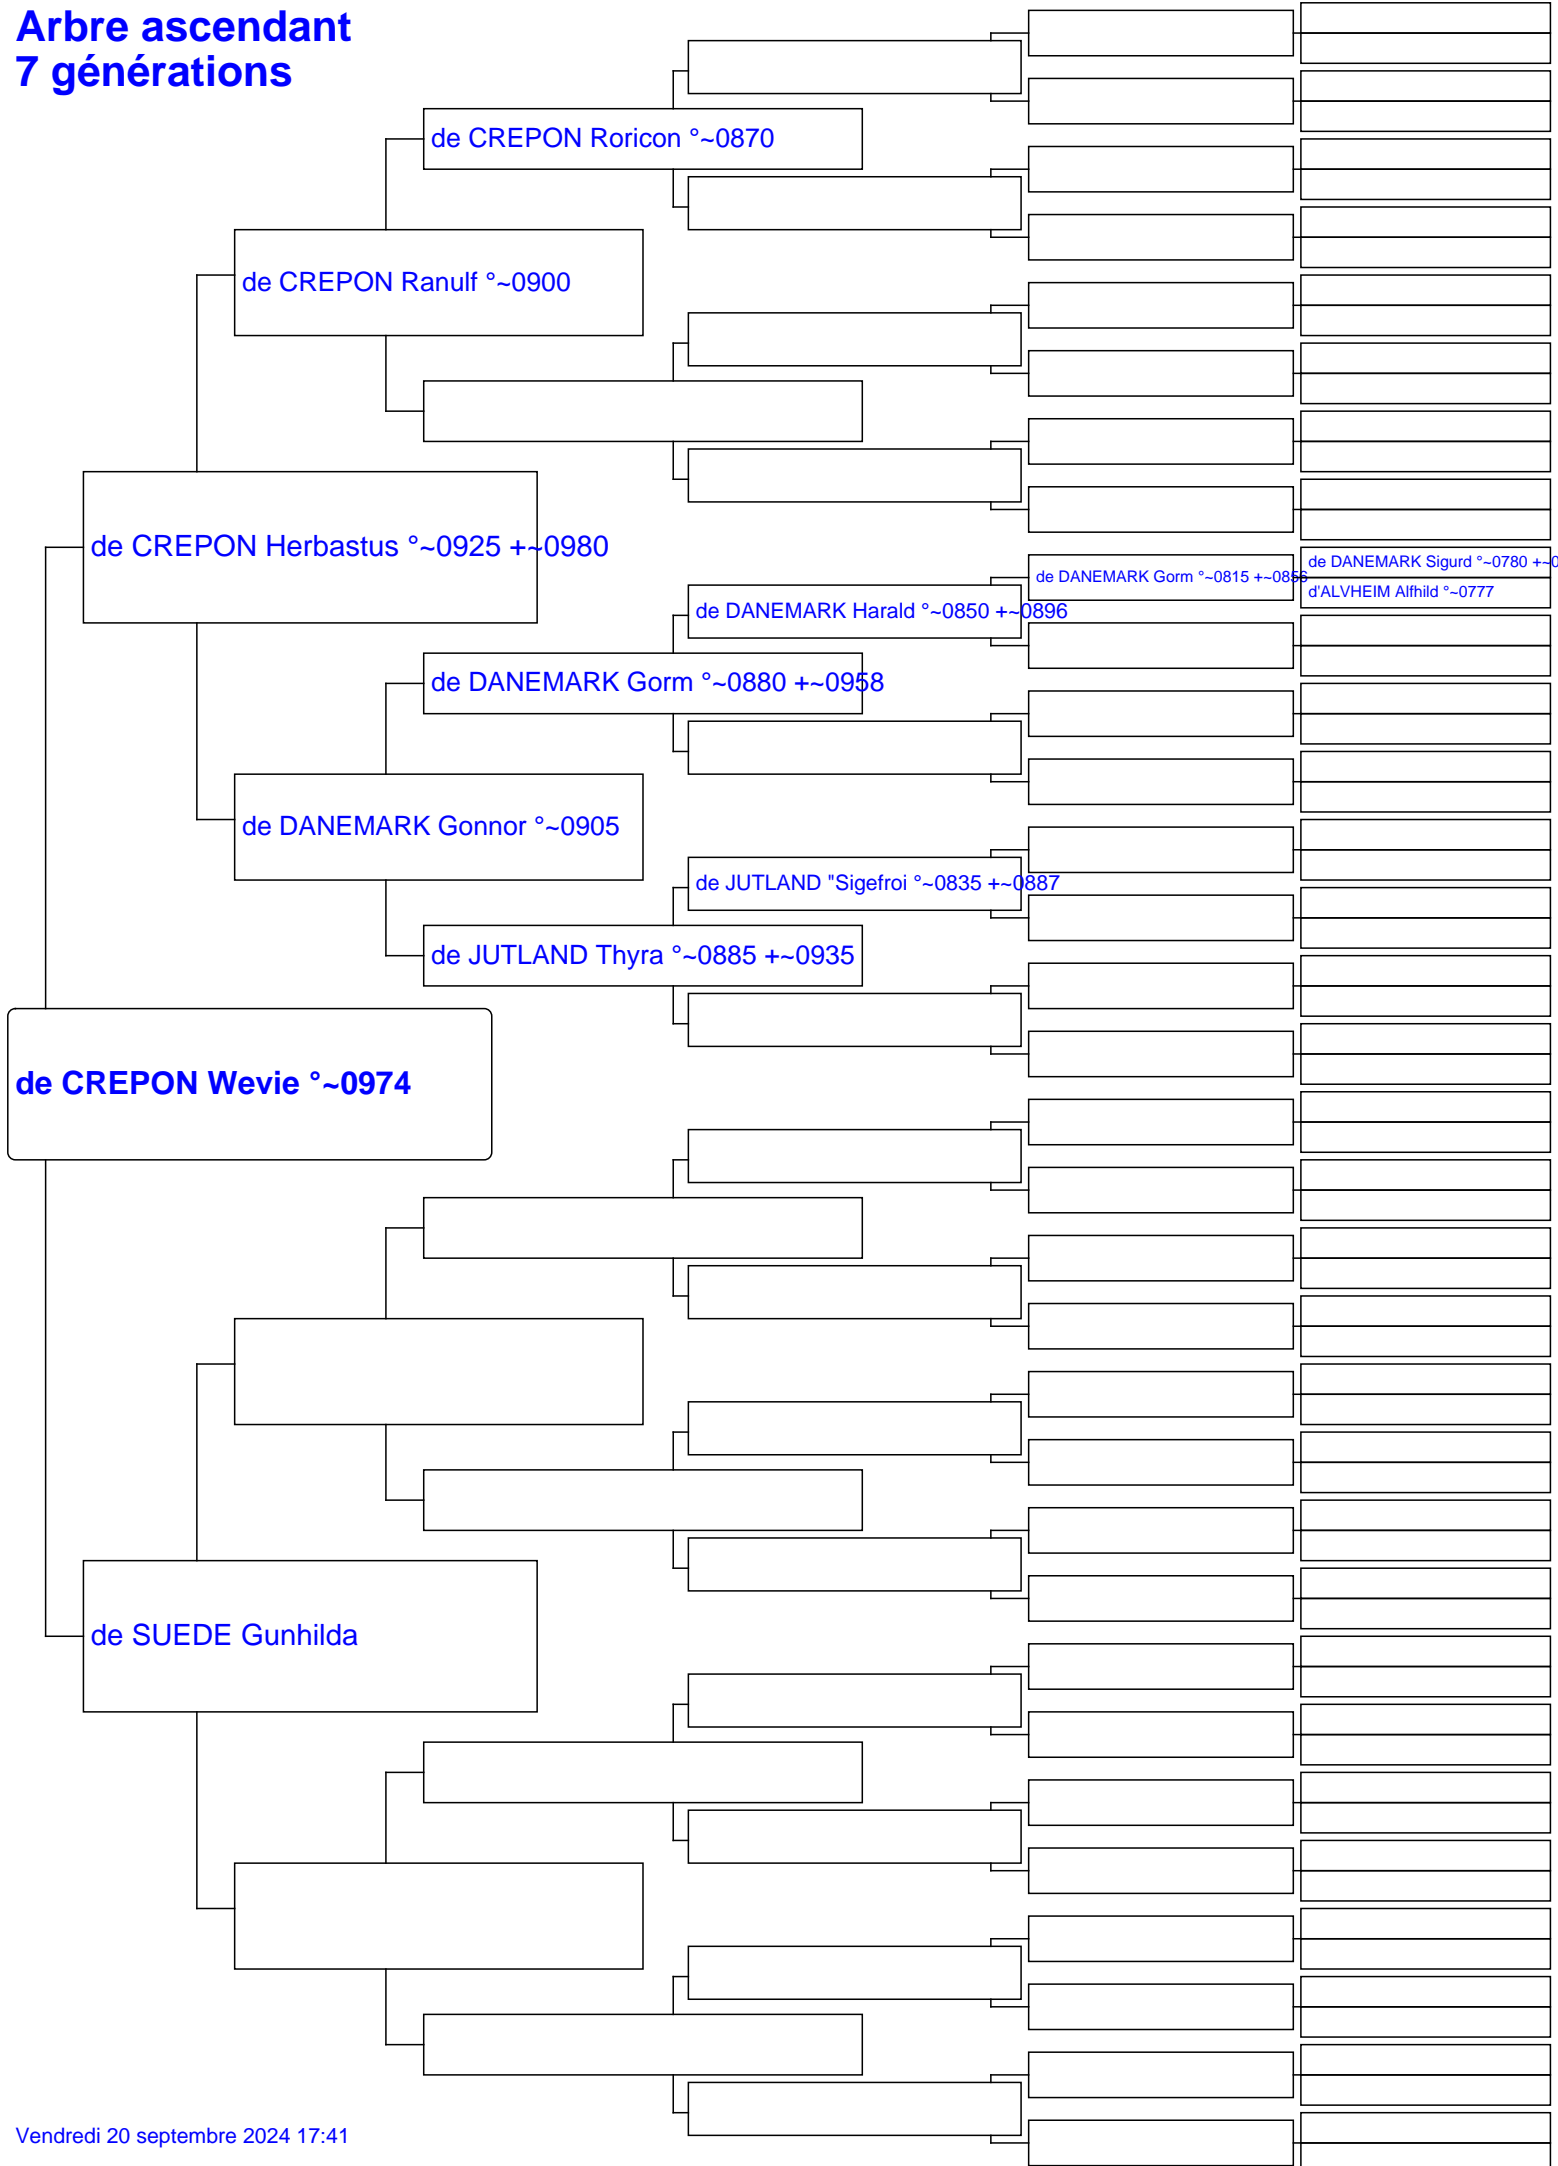 Arbre ascendant
7 générations
de CREPON Roricon °~0870
de CREPON Ranulf °~0900
de CREPON Herbastus °~0925 +~0980
de DANEMARK Sigurd °~0780 +~0
de DANEMARK Gorm °~0815 +~0856
d'ALVHEIM Alfhild °~0777
de DANEMARK Harald °~0850 +~0896
de DANEMARK Gorm °~0880 +~0958
de DANEMARK Gonnor °~0905
de JUTLAND "Sigefroi °~0835 +~0887
de JUTLAND Thyra °~0885 +~0935
de CREPON Wevie °~0974
de SUEDE Gunhilda
Vendredi 20 septembre 2024 17:41